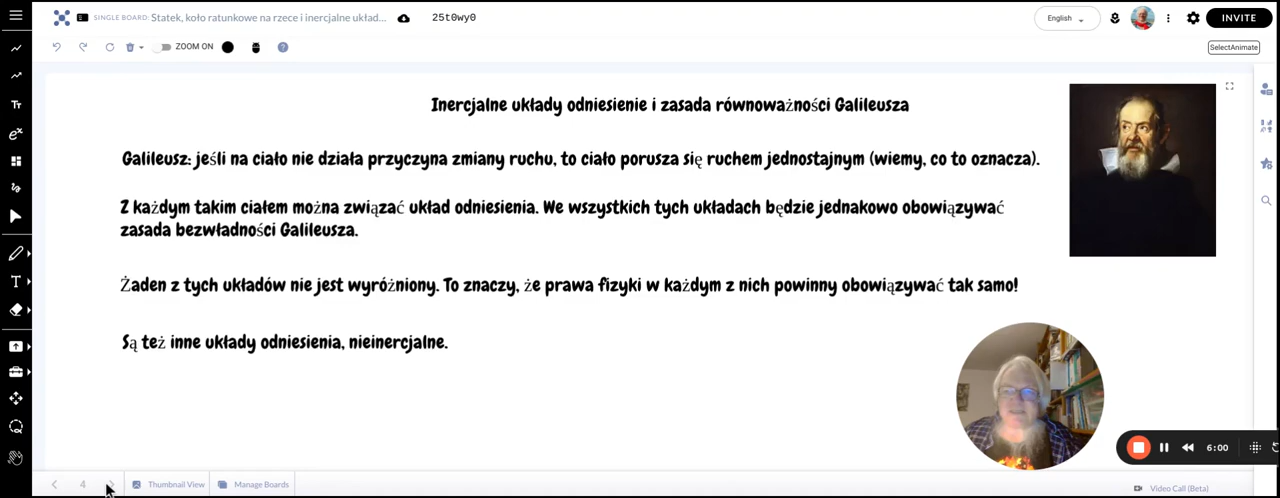 SINGLE BOARD: Statek, koło ratunkowe na rzece i inercjalne układ... 25t0wy0 English INVITE
ZOOM ON SelectAnimate
Inercjalne układy odniesienie i zasada równoważności Galileusza
Galileusz: jeśli na ciało nie działa przyczyna zmiany ruchu, to ciało porusza się ruchem jednostajnym (wiemy, co to oznacza).
Z każdym takim ciałem można związać układ odniesienia. We wszystkich tych układach będzie jednakowo obowiązywać
zasada bezwładności Galileusza.
Żaden z tych układów nie jest wyróżniony. To znaczy, że prawa fizyki w każdym z nich powinny obowiązywać tak samo!
Są też inne układy odniesienia, nieinercjalne.
6:00
4 Thumbnail View Manage Boards Video Call (Beta)